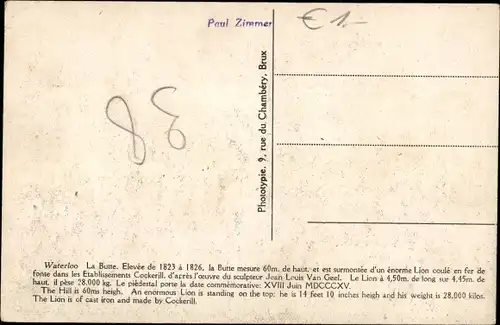 Paul Zimmer
€ 1.-
Phototypie. 9, rue du Chambéry, Brux
Waterloo La Butte. Elevée de 1823 à 1826, la Butte mesure 60m. de haut, et est surmontée d'un énorme Lion coulé en fer de
fonte dans les Etablissements Cockerill, d'après l'œuvre du sculpteur Jean Louis Van Geel. Le Lion à 4,50m. de long sur 4,45m. de
haut, il pèse 28.000 kg. Le piédestal porte la date commémorative: XVIII Juin MDCCCXV.
The Hill is 60ms heigh. An enormous Lion is standing on the top: he is 14 feet 10 inches heigh and his weight is 28.000 kilos.
The Lion is of cast iron and made by Cockerill.